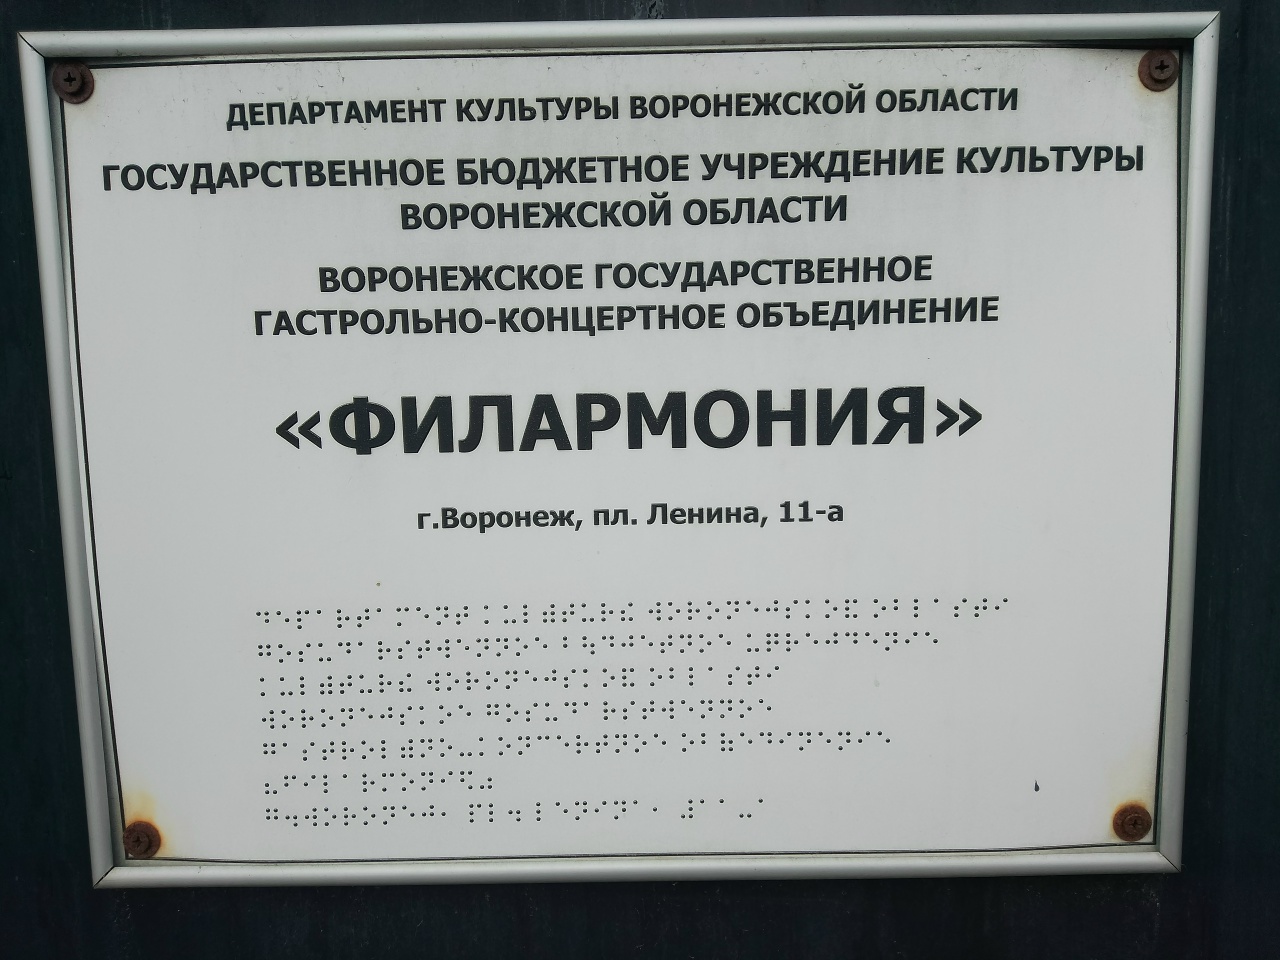 ДЕПАРТАМЕНТ КУЛЬТУРЫ ВОРОНЕЖСКОЙ ОБЛАСТИ
ГОСУДАРСТВЕННОЕ БЮДЖЕТНОЕ УЧРЕЖДЕНИЕ КУЛЬТУРЫ
ВОРОНЕЖСКОЙ ОБЛАСТИ
ВОРОНЕЖСКОЕ ГОСУДАРСТВЕННОЕ
ГАСТРОЛЬНО-КОНЦЕРТНОЕ ОБЪЕДИНЕНИЕ
«ФИЛАРМОНИЯ»
г.Воронеж, пл. Ленина, 11-а